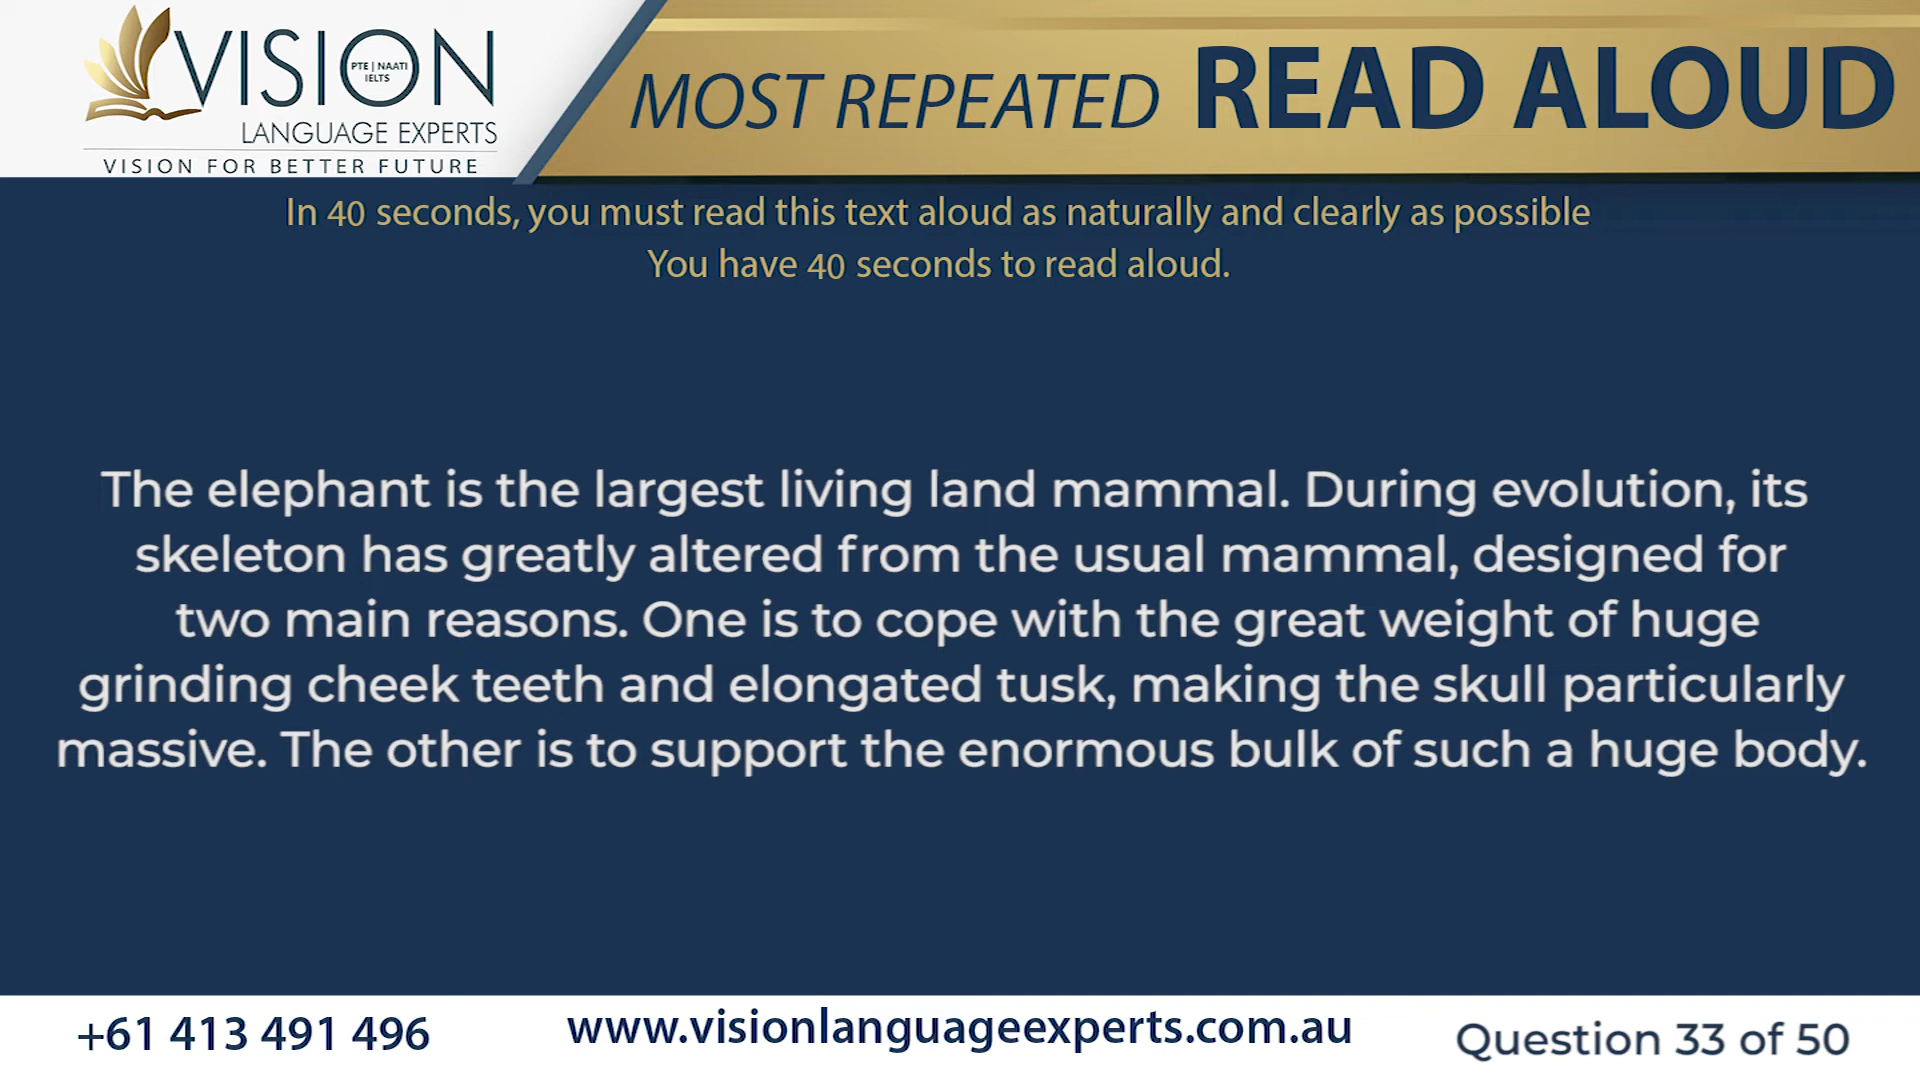 VISION
PTE | NAATI
IELTS
LANGUAGE EXPERTS
VISION FOR BETTER FUTURE
MOST REPEATED READ ALOUD
In 40 seconds, you must read this text aloud as naturally and clearly as possible
You have 40 seconds to read aloud.
The elephant is the largest living land mammal. During evolution, its
skeleton has greatly altered from the usual mammal, designed for
two main reasons. One is to cope with the great weight of huge
grinding cheek teeth and elongated tusk, making the skull particularly
massive. The other is to support the enormous bulk of such a huge body.
+61 413 491 496
www.visionlanguageexperts.com.au
Question 33 of 50